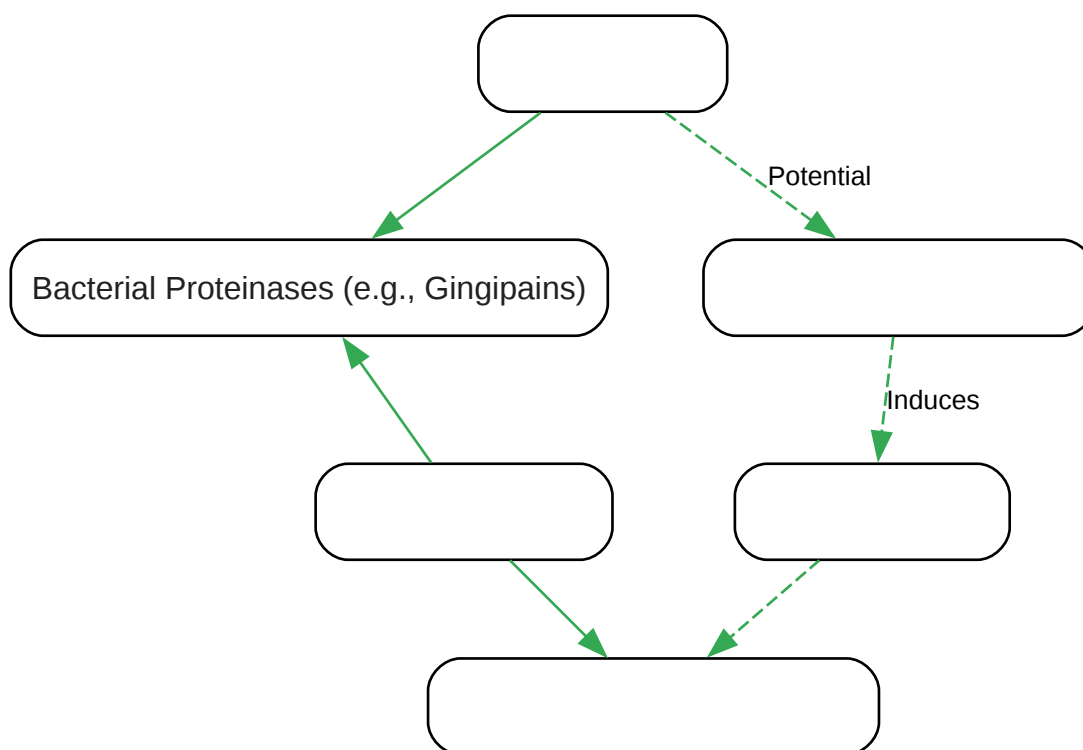 Potential
Bacterial Proteinases (e.g., Gingipains)
Induces